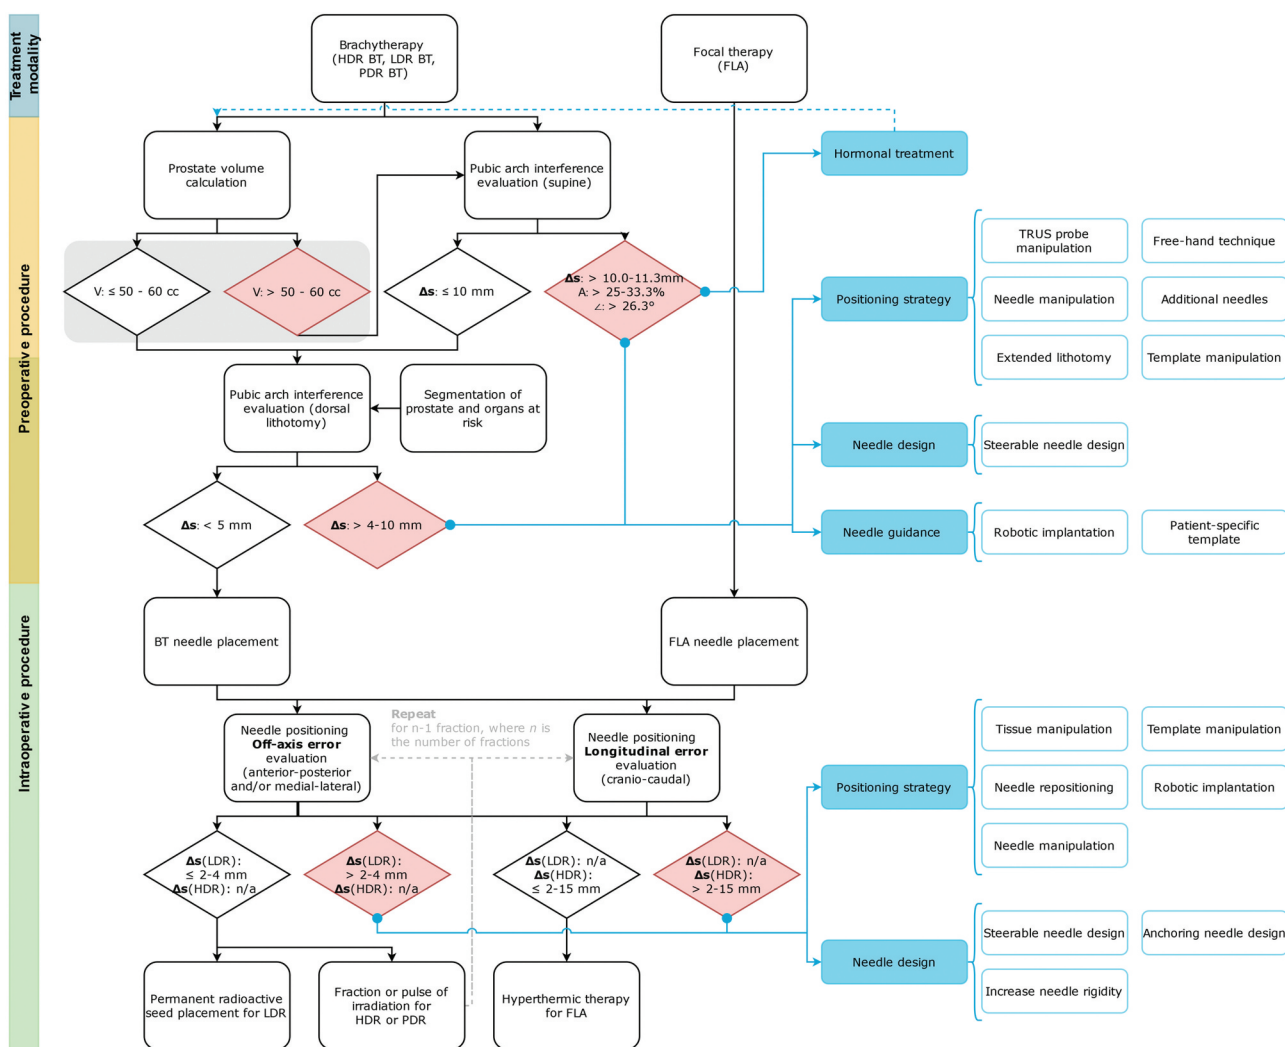 Treatment
modality
Preoperative procedure
Intraoperative procedure
Brachytherapy
(HDR BT, LDR BT,
PDR BT)
Focal therapy
(FLA)
Prostate volume
calculation
Pubic arch interference
evaluation (supine)
Hormonal treatment
V: ≤ 50 - 60 cc
V: > 50 - 60 cc
Δs: ≤ 10 mm
Δs: > 10.0-11.3mm
A: > 25-33.3%
∠: > 26.3º
Positioning strategy
TRUS probe
manipulation
Free-hand technique
Needle manipulation
Additional needles
Extended lithotomy
Template manipulation
Pubic arch interference
evaluation (dorsal
lithotomy)
Segmentation of
prostate and organs at
risk
Needle design
Steerable needle design
Δs: < 5 mm
Δs: > 4-10 mm
Needle guidance
Robotic implantation
Patient-specific
template
BT needle placement
FLA needle placement
Needle positioning
Off-axis error
evaluation
(anterior-posterior
and/or medial-lateral)
Repeat
for n-1 fraction, where n is
the number of fractions
Needle positioning
Longitudinal error
evaluation
(cranio-caudal)
Positioning strategy
Tissue manipulation
Template manipulation
Needle repositioning
Robotic implantation
Needle manipulation
Δs(LDR):
≤ 2-4 mm
Δs(HDR): n/a
Δs(LDR):
> 2-4 mm
Δs(HDR): n/a
Δs(LDR): n/a
Δs(HDR):
≤ 2-15 mm
Δs(LDR): n/a
Δs(HDR):
> 2-15 mm
Needle design
Steerable needle design
Anchoring needle design
Increase needle rigidity
Permanent radioactive
seed placement for LDR
Fraction or pulse of
irradiation for
HDR or PDR
Hyperthermic therapy
for FLA